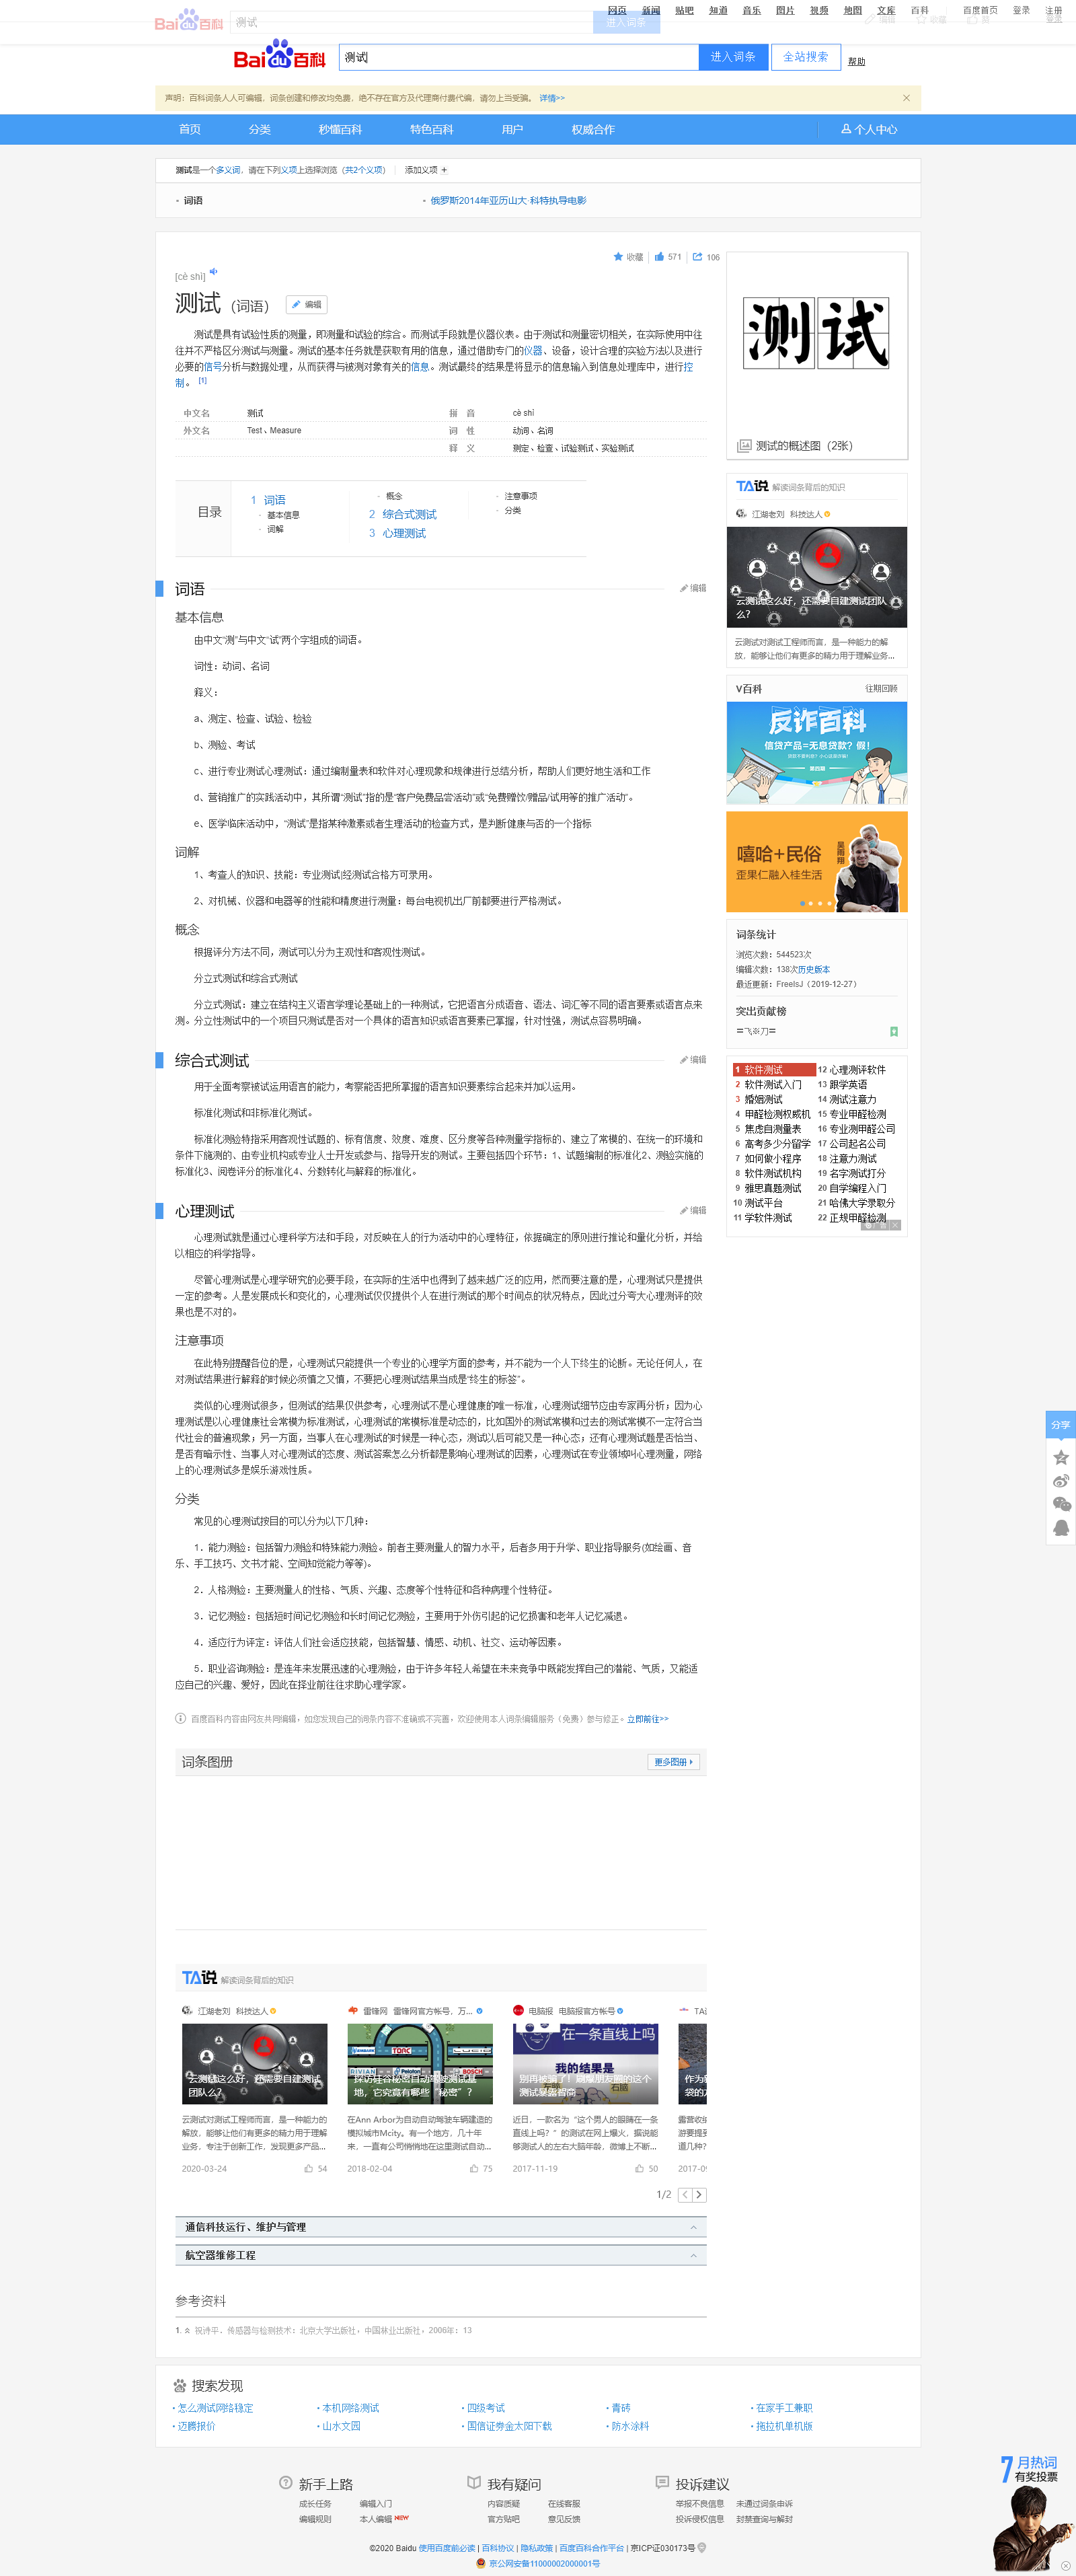 网页 新闻 贴吧 知道 音乐 图片 视频 地图 文库 百科 百度首页 登录 注册
Bai度百科 测试 进入词条 编辑 收藏 赞 登录
Bai度百科 测试 进入词条 全站搜索 帮助
声明：百科词条人人可编辑，词条创建和修改均免费，绝不存在官方及代理商付费代编，请勿上当受骗。 详情>>
首页 分类 秒懂百科 特色百科 用户 权威合作 个人中心
测试是一个多义词，请在下列义项上选择浏览（共2个义项） 添加义项 +
词语 俄罗斯2014年亚历山大·科特执导电影
收藏 571 106
[cè shì]
测试（词语） 编辑
测试是具有试验性质的测量，即测量和试验的综合。而测试手段就是仪器仪表。由于测试和测量密切相关，在实际使用中往
往并不严格区分测试与测量。测试的基本任务就是获取有用的信息，通过借助专门的仪器、设备，设计合理的实验方法以及进行
必要的信号分析与数据处理，从而获得与被测对象有关的信息。测试最终的结果是将显示的信息输入到信息处理库中，进行控
制。 [1]
中文名 测试 拼 音 cè shì
外文名 Test、Measure 词 性 动词、名词
释 义 测定、检查、试验测试、实验测试
目录
1 词语
- 基本信息
- 词解
- 概念
2 综合式测试
3 心理测试
- 注意事项
- 分类
词语 编辑
基本信息
由中文“测”与中文“试”两个字组成的词语。
词性：动词、名词
释义：
a、测定、检查、试验、检验
b、测验、考试
c、进行专业测试心理测试：通过编制量表和软件对心理现象和规律进行总结分析，帮助人们更好地生活和工作
d、营销推广的实践活动中，其所谓“测试”指的是“客户免费品尝活动”或“免费赠饮/赠品/试用等的推广活动”。
e、医学临床活动中，“测试”是指某种激素或者生理活动的检查方式，是判断健康与否的一个指标
词解
1、考查人的知识、技能：专业测试|经测试合格方可录用。
2、对机械、仪器和电器等的性能和精度进行测量：每台电视机出厂前都要进行严格测试。
概念
根据评分方法不同，测试可以分为主观性和客观性测试。
分立式测试和综合式测试
分立式测试：建立在结构主义语言学理论基础上的一种测试，它把语言分成语音、语法、词汇等不同的语言要素或语言点来
测。分立性测试中的一个项目只测试是否对一个具体的语言知识或语言要素已掌握，针对性强，测试点容易明确。
综合式测试 编辑
用于全面考察被试运用语言的能力，考察能否把所掌握的语言知识要素综合起来并加以运用。
标准化测试和非标准化测试。
标准化测验特指采用客观性试题的、标有信度、效度、难度、区分度等各种测量学指标的、建立了常模的、在统一的环境和
条件下施测的、由专业机构或专业人士开发或参与、指导开发的测试。主要包括四个环节：1、试题编制的标准化2、测验实施的
标准化3、阅卷评分的标准化4、分数转化与解释的标准化。
心理测试 编辑
心理测试就是通过心理科学方法和手段，对反映在人的行为活动中的心理特征，依据确定的原则进行推论和量化分析，并给
以相应的科学指导。
尽管心理测试是心理学研究的必要手段，在实际的生活中也得到了越来越广泛的应用，然而要注意的是，心理测试只是提供
一定的参考。人是发展成长和变化的，心理测试仅仅提供个人在进行测试的那个时间点的状况特点，因此过分夸大心理测评的效
果也是不对的。
注意事项
在此特别提醒各位的是，心理测试只能提供一个专业的心理学方面的参考，并不能为一个人下终生的论断。无论任何人，在
对测试结果进行解释的时候必须慎之又慎，不要把心理测试结果当成是“终生的标签”。
类似的心理测试很多，但测试的结果仅供参考，心理测试不是心理健康的唯一标准，心理测试细节应由专家再分析；因为心
理测试是以心理健康社会常模为标准测试，心理测试的常模标准是动态的，比如国外的测试常模和过去的测试常模不一定符合当
代社会的普遍现象；另一方面，当事人在心理测试的时候是一种心态，测试以后可能又是一种心态；还有心理测试题是否恰当、
是否有暗示性、当事人对心理测试的态度、测试答案怎么分析都是影响心理测试的因素，心理测试在专业领域叫心理测量，网络
上的心理测试多是娱乐游戏性质。
分类
常见的心理测试按目的可以分为以下几种：
1．能力测验：包括智力测验和特殊能力测验。前者主要测量人的智力水平，后者多用于升学、职业指导服务(如绘画、音
乐、手工技巧、文书才能、空间知觉能力等等)。
2．人格测验：主要测量人的性格、气质、兴趣、态度等个性特征和各种病理个性特征。
3．记忆测验：包括短时间记忆测验和长时间记忆测验，主要用于外伤引起的记忆损害和老年人记忆减退。
4．适应行为评定：评估人们社会适应技能，包括智慧、情感、动机、社交、运动等因素。
5．职业咨询测验：是连年来发展迅速的心理测验，由于许多年轻人希望在未来竞争中既能发挥自己的潜能、气质，又能适
应自己的兴趣、爱好，因此在择业前往往求助心理学家。
百度百科内容由网友共同编辑，如您发现自己的词条内容不准确或不完善，欢迎使用本人词条编辑服务（免费）参与修正。立即前往>>
词条图册 更多图册
TA说 解读词条背后的知识
江湖老刘 科技达人
云测试这么好，还需要自建测试
团队么？
云测试对测试工程师而言，是一种能力的
解放，能够让他们有更多的精力用于理解
业务，专注于创新工作，发现更多产品...
2020-03-24 54
雷锋网 雷锋网官方帐号，万...
探访硅谷秘密自动驾驶测试基
地，它究竟有哪些“秘密”？
在Ann Arbor为自动自动驾驶车辆建造的
模拟城市Mcity。有一个地方，几十年
来，一直有公司悄悄地在这里测试自动...
2018-02-04 75
电脑报 电脑报官方帐号
在一条直线上吗
我的结果是
别再被骗了！刷爆朋友圈的这个
测试暴露智商
近日，一款名为“这个男人的眼睛在一条
直线上吗？”的测试在网上爆火，据说能
够测试人的左右大脑年龄，微博上不断...
2017-11-19 50
1/2
通信科技运行、维护与管理
航空器维修工程
参考资料
1. 祝诗平．传感器与检测技术：北京大学出版社，中国林业出版社，2006年：13
测试
测试的概述图（2张）
TA说 解读词条背后的知识
江湖老刘 科技达人
云测试这么好，还需要自建测试团队
么？
云测试对测试工程师而言，是一种能力的解
放，能够让他们有更多的精力用于理解业务...
V百科 往期回顾
反诈百科
信贷产品=无息贷款？假！
嘻哈+民俗
歪果仁融入桂生活
吴雨翔
词条统计
浏览次数：544523次
编辑次数：138次历史版本
最近更新：FreelsJ（2019-12-27）
突出贡献榜
〓飞※刀〓
1 软件测试 12 心理测评软件
2 软件测试入门 13 跟学英语
3 婚姻测试 14 测试注意力
4 甲醛检测权威机 15 专业甲醛检测
5 焦虑自测量表 16 专业测甲醛公司
6 高考多少分留学 17 公司起名公司
7 如何做小程序 18 注意力测试
8 软件测试机构 19 名字测试打分
9 雅思真题测试 20 自学编程入门
10 测试平台 21 哈佛大学录取分
11 学软件测试 22 正规甲醛检测
分享
搜索发现
怎么测试网络稳定 本机网络测试 四级考试 青砖 在家手工兼职
迈腾报价 山水文园 国信证券金太阳下载 防水涂料 拖拉机单机版
新手上路 我有疑问 投诉建议
成长任务 编辑入门 内容质疑 在线客服 举报不良信息 未通过词条申诉
编辑规则 本人编辑 NEW 官方贴吧 意见反馈 投诉侵权信息 封禁查询与解封
©2020 Baidu 使用百度前必读 | 百科协议 | 隐私政策 | 百度百科合作平台 | 京ICP证030173号
京公网安备11000002000001号
7月热词
有奖投票